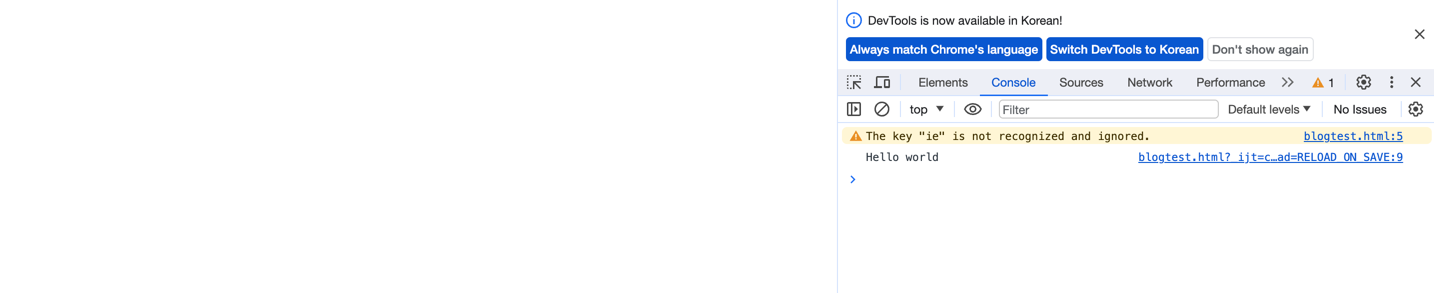 DevTools is now available in Korean!
Always match Chrome's language Switch DevTools to Korean Don't show again
Elements Console Sources Network Performance 1
top Filter Default levels No Issues
The key "ie" is not recognized and ignored. blogtest.html:5
Hello world blogtest.html?_ijt=c…ad=RELOAD_ON_SAVE:9